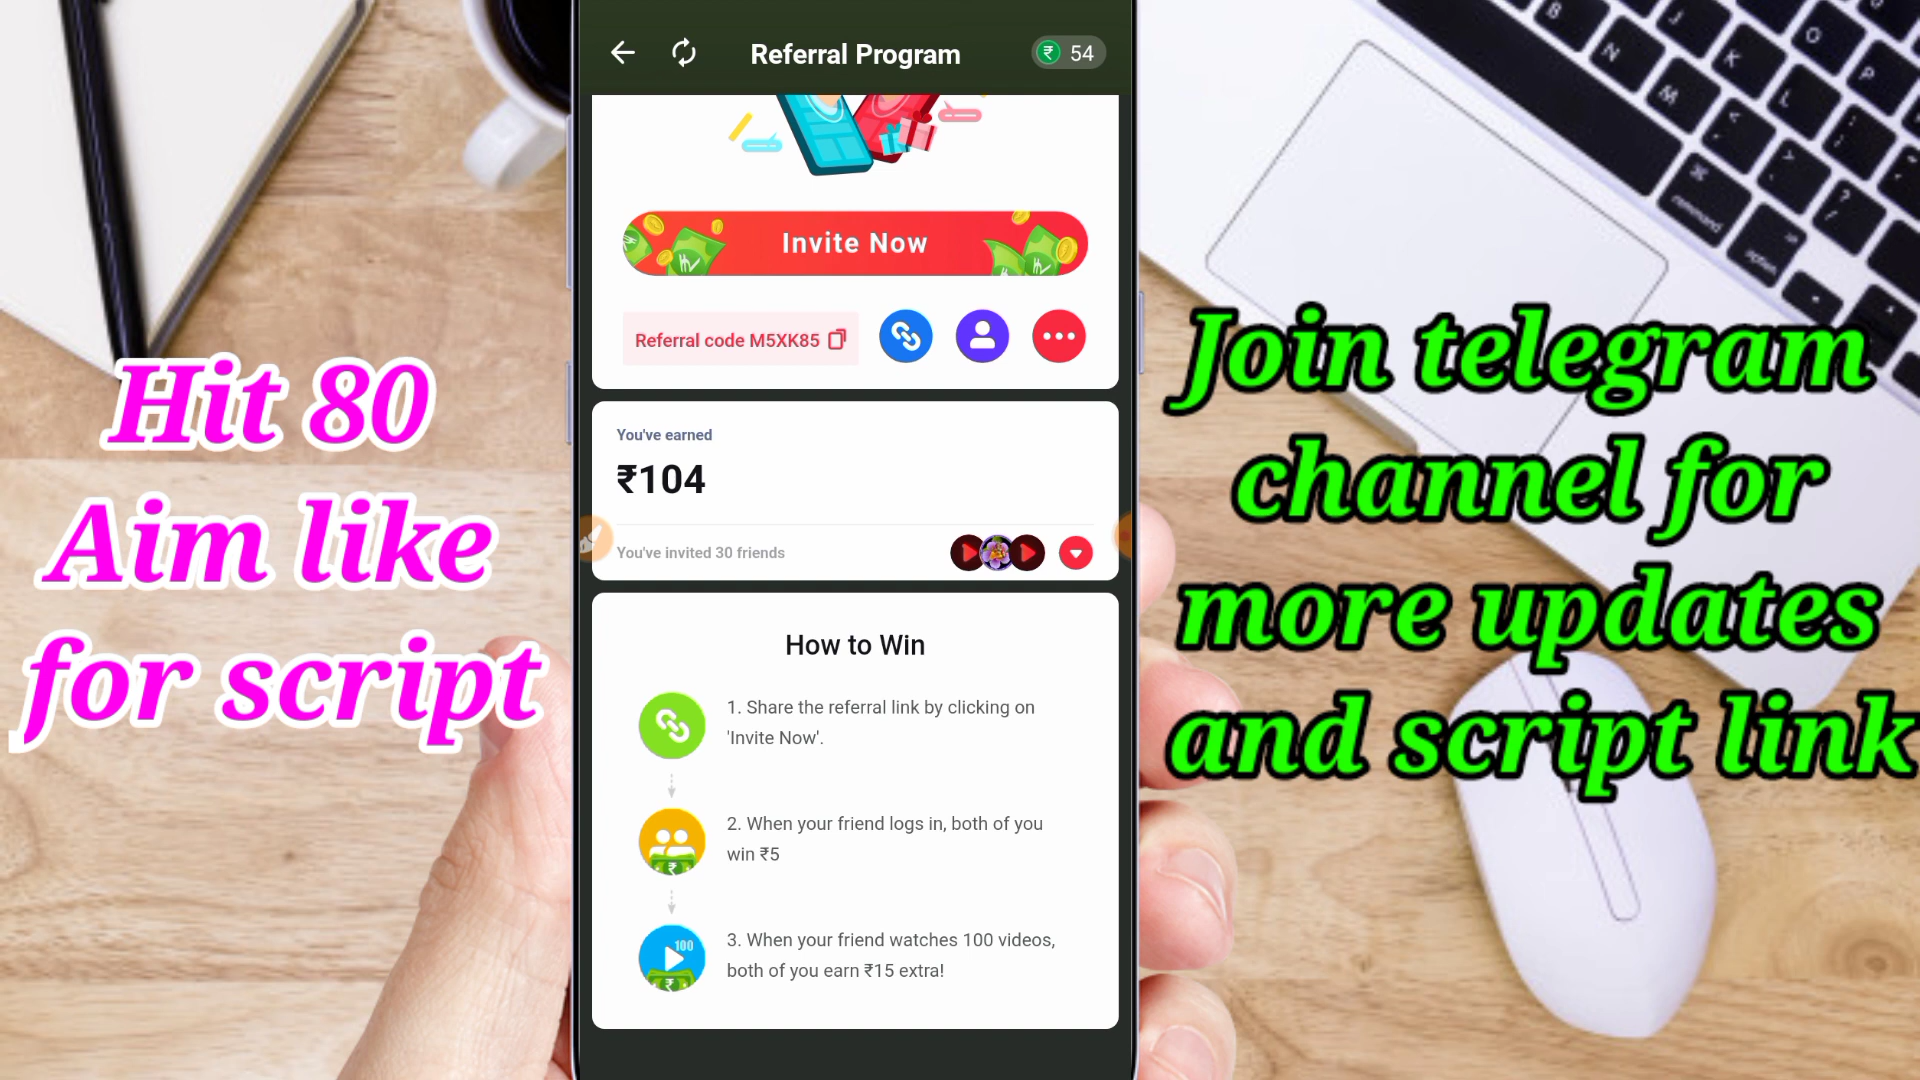 Referral Program
₹ 54
Invite Now
Referral code M5XK85
You've earned
₹104
You've invited 30 friends
How to Win
1. Share the referral link by clicking on
'Invite Now'.
2. When your friend logs in, both of you
win ₹5
100
3. When your friend watches 100 videos,
both of you earn ₹15 extra!
Hit 80
Aim like
for script
Join telegram
channel for
more updates
and script link
B
N
M
J
K
L
O
P
command
option